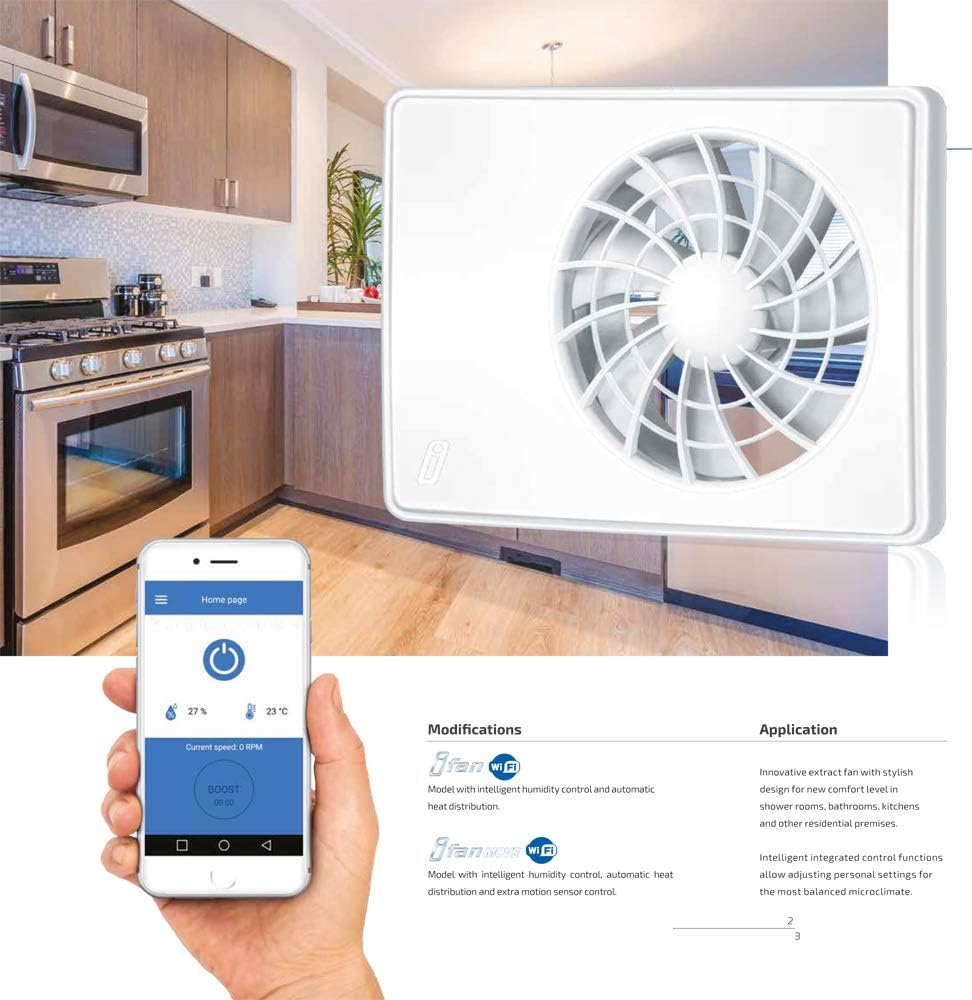 Home page
27 %
23 °C
Current speed: 0 RPM
BOOST
00:00
Modifications
ifan WiFi
Model with intelligent humidity control and automatic
heat distribution.
ifan MOVE WiFi
Model with intelligent humidity control, automatic heat
distribution and extra motion sensor control.
Application
Innovative extract fan with stylish
design for new comfort level in
shower rooms, bathrooms, kitchens
and other residential premises.
Intelligent integrated control functions
allow adjusting personal settings for
the most balanced microclimate.
2
3